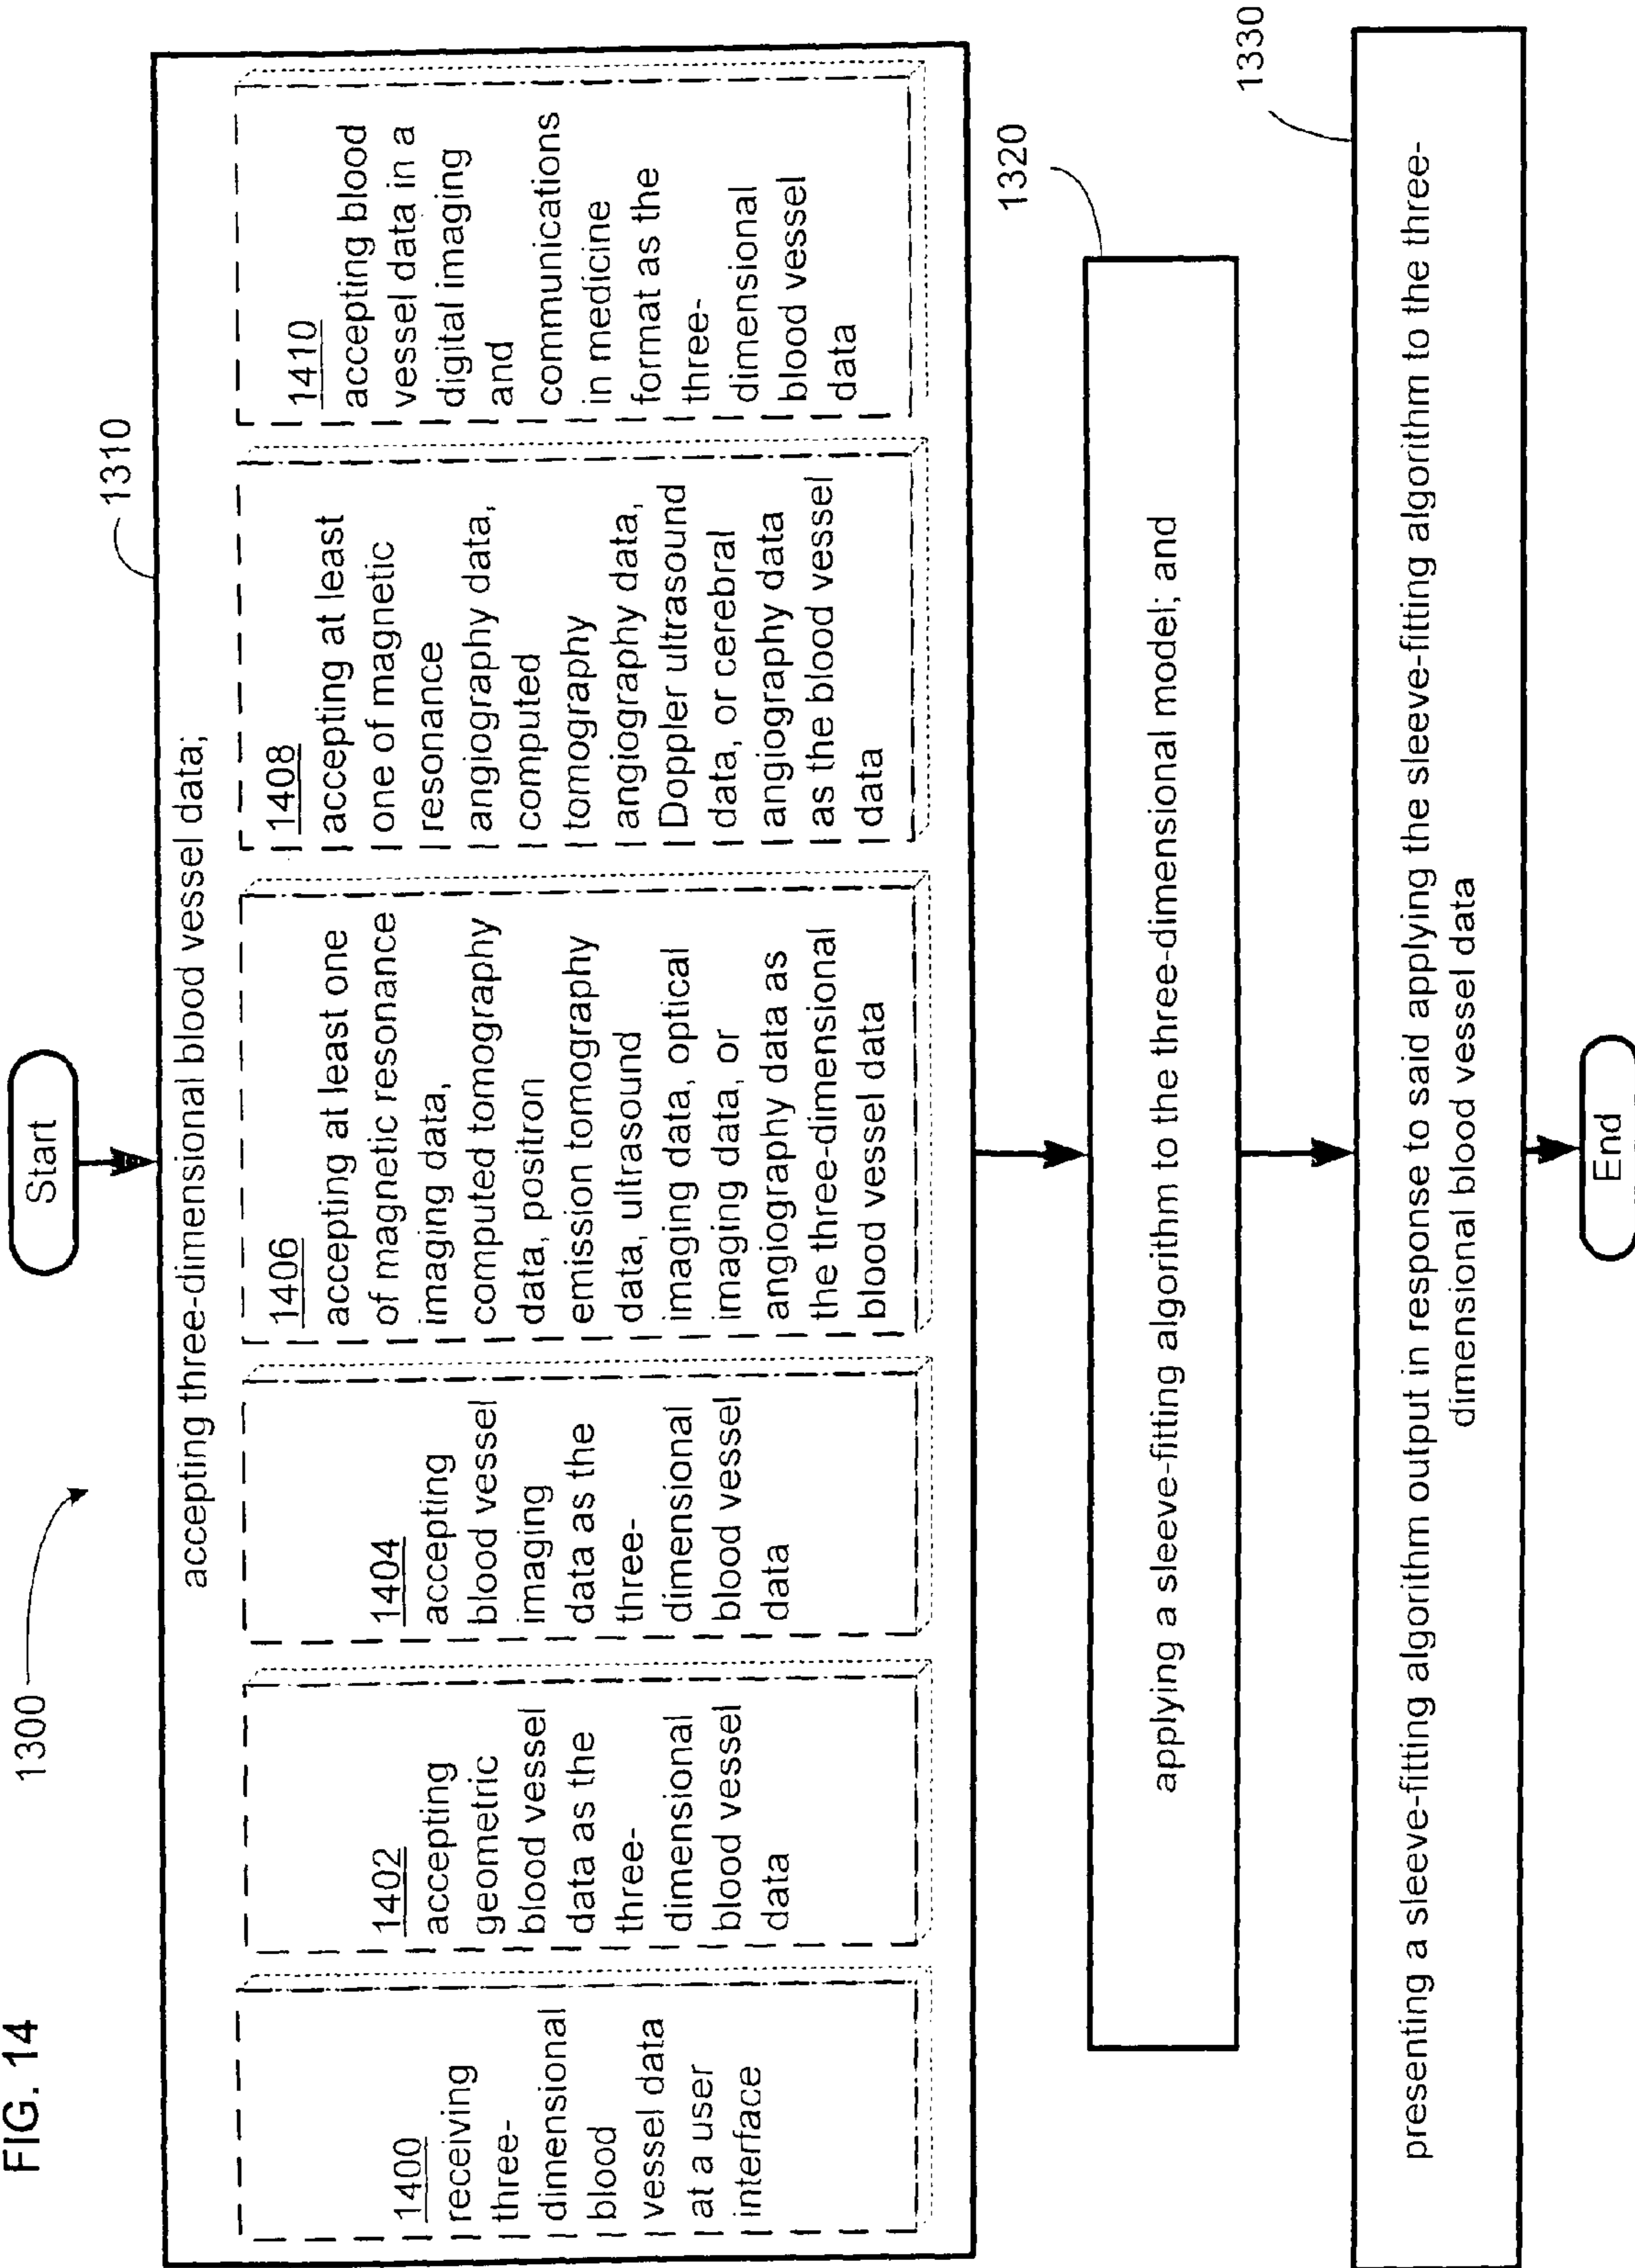 FIG. 14
1300
Start
1310
accepting three-dimensional blood vessel data;
1400
receiving
three-
dimensional
blood
vessel data
at a user
interface
1402
accepting
geometric
blood vessel
data as the
three-
dimensional
blood vessel
data
1404
accepting
blood vessel
imaging
data as the
three-
dimensional
blood vessel
data
1406
accepting at least one
of magnetic resonance
imaging data,
computed tomography
data, positron
emission tomography
data, ultrasound
imaging data, optical
imaging data, or
angiography data as
the three-dimensional
blood vessel data
1408
accepting at least
one of magnetic
resonance
angiography data,
computed
tomography
angiography data,
Doppler ultrasound
data, or cerebral
angiography data
as the blood vessel
data
1410
accepting blood
vessel data in a
digital imaging
and
communications
in medicine
format as the
three-
dimensional
blood vessel
data
1320
applying a sleeve-fitting algorithm to the three-dimensional model; and
1330
presenting a sleeve-fitting algorithm output in response to said applying the sleeve-fitting algorithm to the three-
dimensional blood vessel data
End